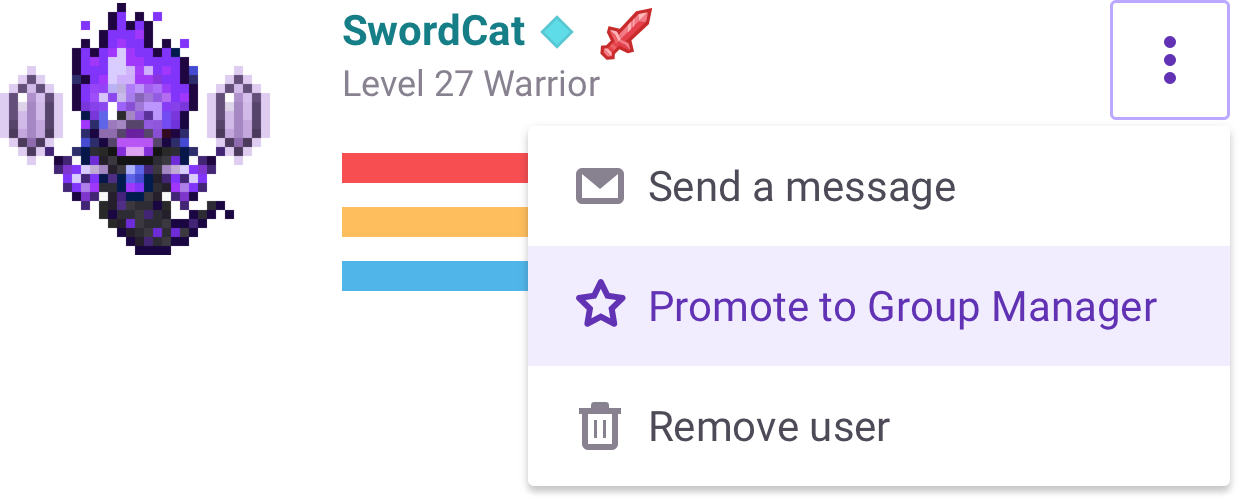 SwordCat
Level 27 Warrior
Send a message
Promote to Group Manager
Remove user